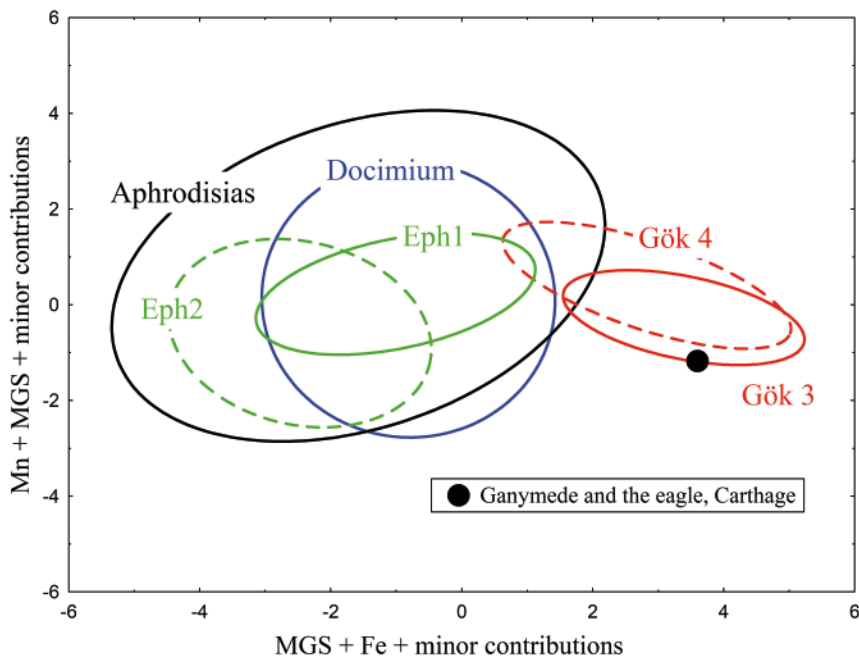 6
4
2
0
-2
-4
-6
Mn + MGS + minor contributions
Aphrodisias
Docimium
Eph1
Eph2
Gök 4
Gök 3
Ganymede and the eagle, Carthage
-6 -4 -2 0 2 4 6
MGS + Fe + minor contributions